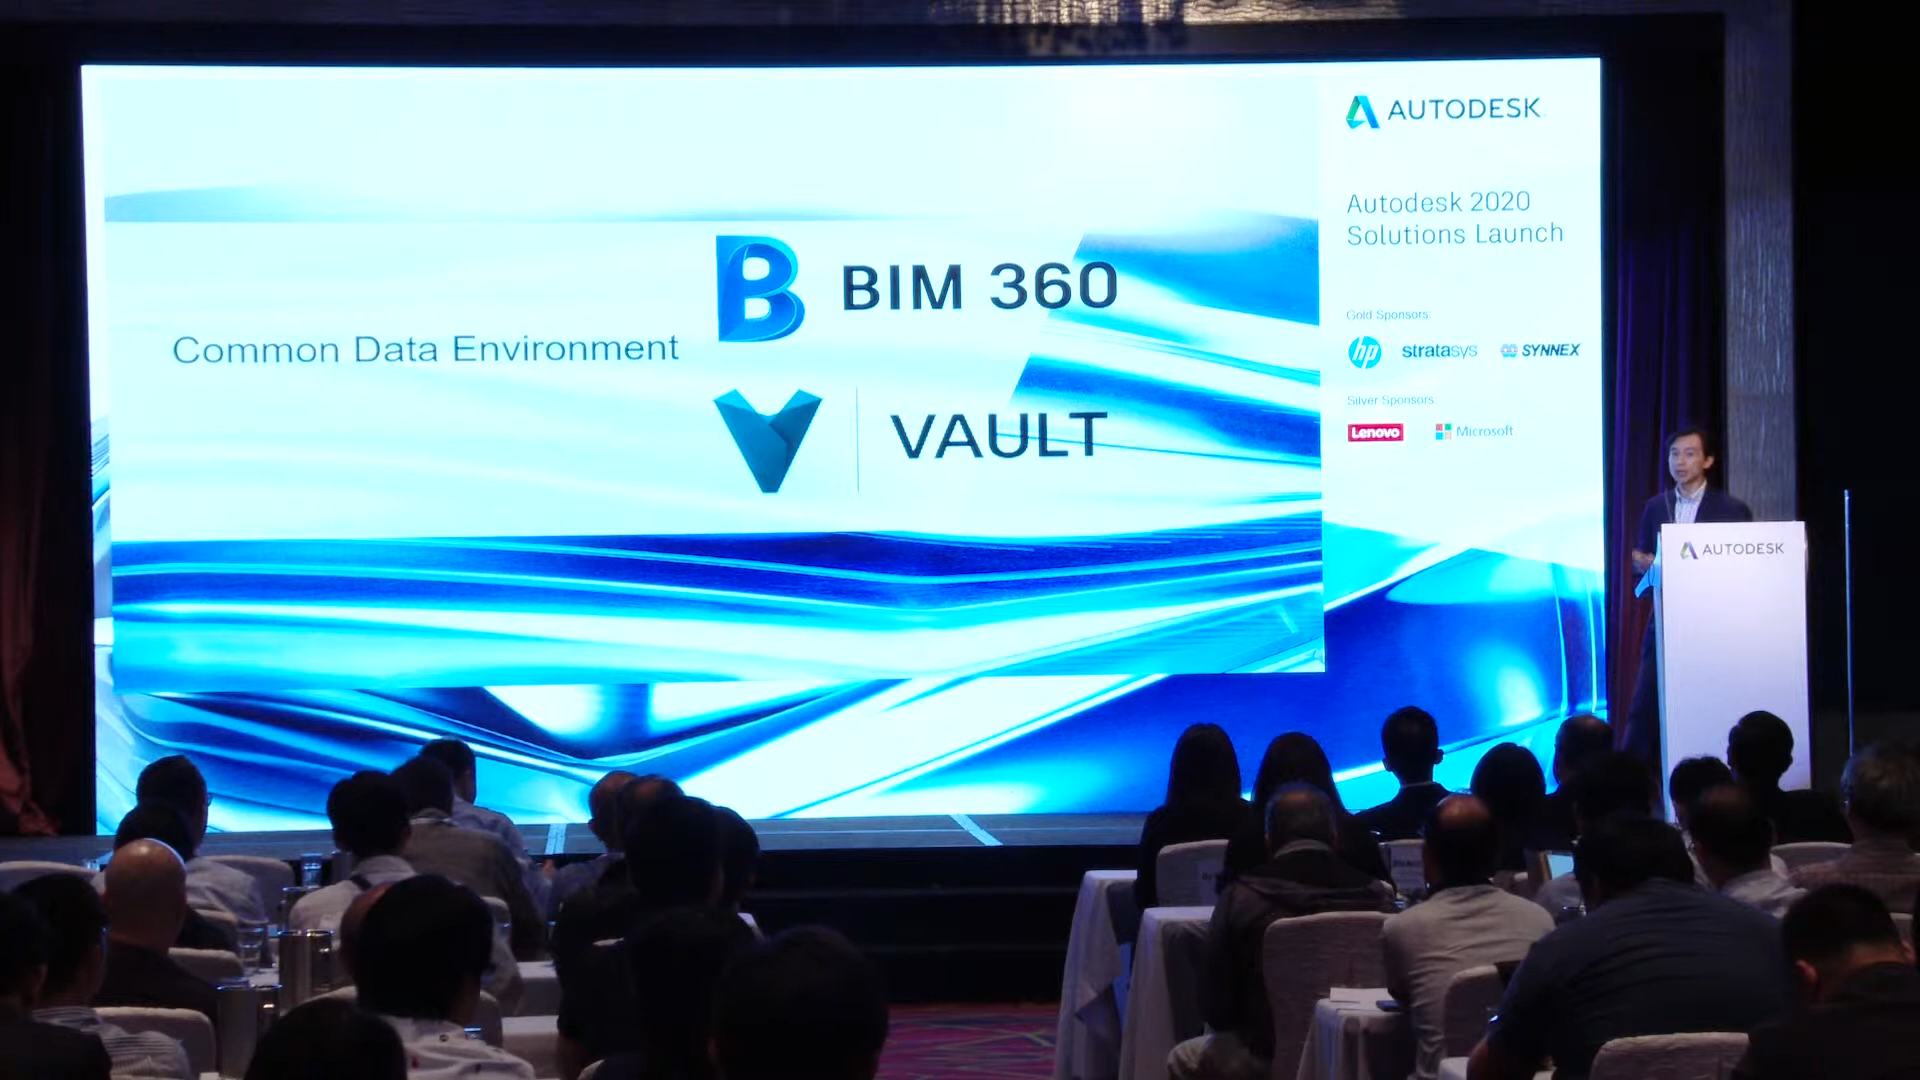 Common Data Environment
BIM 360
VAULT
AUTODESK
Autodesk 2020
Solutions Launch
Gold Sponsors:
hp stratasys SYNNEX
Silver Sponsors:
Lenovo Microsoft
AUTODESK